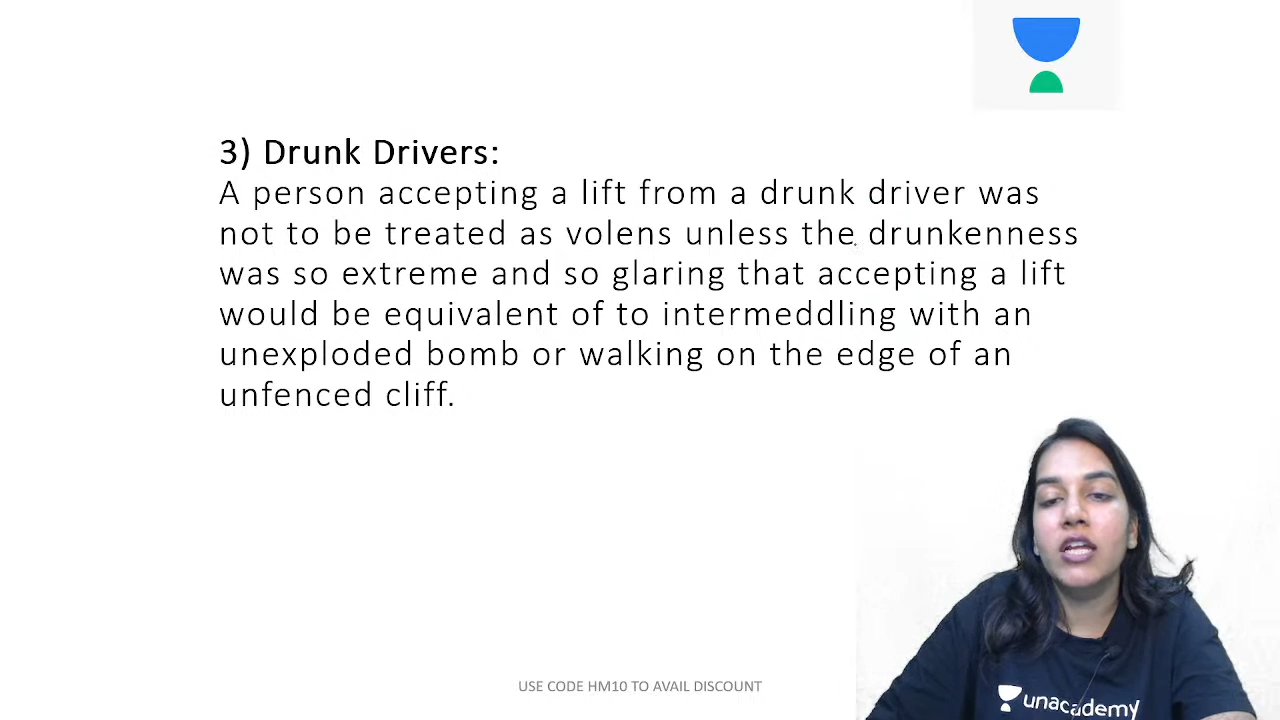 3) Drunk Drivers:
A person accepting a lift from a drunk driver was
not to be treated as volens unless the drunkenness
was so extreme and so glaring that accepting a lift
would be equivalent of to intermeddling with an
unexploded bomb or walking on the edge of an
unfenced cliff.
unacademy
USE CODE HM10 TO AVAIL DISCOUNT